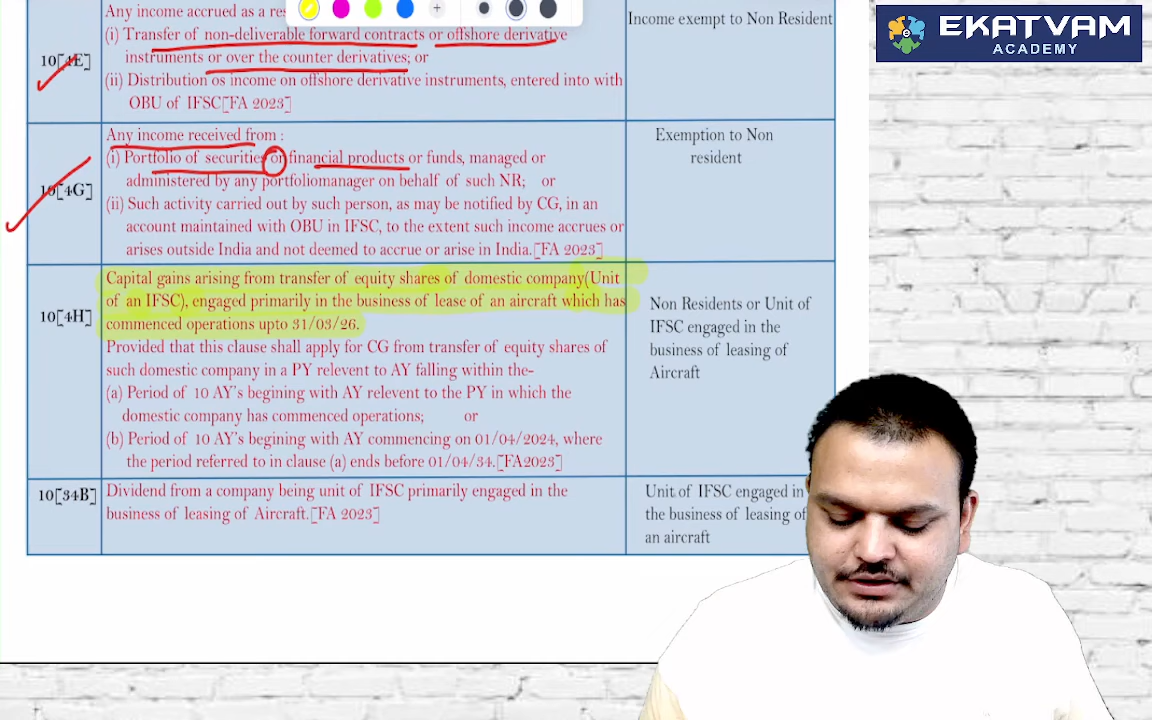 Any income accrued as a res
(i) Transfer of non-deliverable forward contracts or offshore derivative
instruments or over the counter derivatives; or
(ii) Distribution os income on offshore derivative instruments, entered into with
OBU of IFSC[FA 2023]
10[4E]
Income exempt to Non Resident
EKATVAM
ACADEMY
Any income received from :
(i) Portfolio of securities or financial products or funds, managed or
administered by any portfoliomanager on behalf of such NR; or
(ii) Such activity carried out by such person, as may be notified by CG, in an
account maintained with OBU in IFSC, to the extent such income accrues or
arises outside India and not deemed to accrue or arise in India.[FA 2023]
10[4G]
Exemption to Non
resident
Capital gains arising from transfer of equity shares of domestic company(Unit
of an IFSC), engaged primarily in the business of lease of an aircraft which has
commenced operations upto 31/03/26.
Provided that this clause shall apply for CG from transfer of equity shares of
such domestic company in a PY relevent to AY falling within the-
(a) Period of 10 AY's begining with AY relevent to the PY in which the
domestic company has commenced operations; or
(b) Period of 10 AY's begining with AY commencing on 01/04/2024, where
the period referred to in clause (a) ends before 01/04/34.[FA2023]
10[4H]
Non Residents or Unit of
IFSC engaged in the
business of leasing of
Aircraft
10[34B]
Dividend from a company being unit of IFSC primarily engaged in the
business of leasing of Aircraft.[FA 2023]
Unit of IFSC engaged in
the business of leasing of
an aircraft